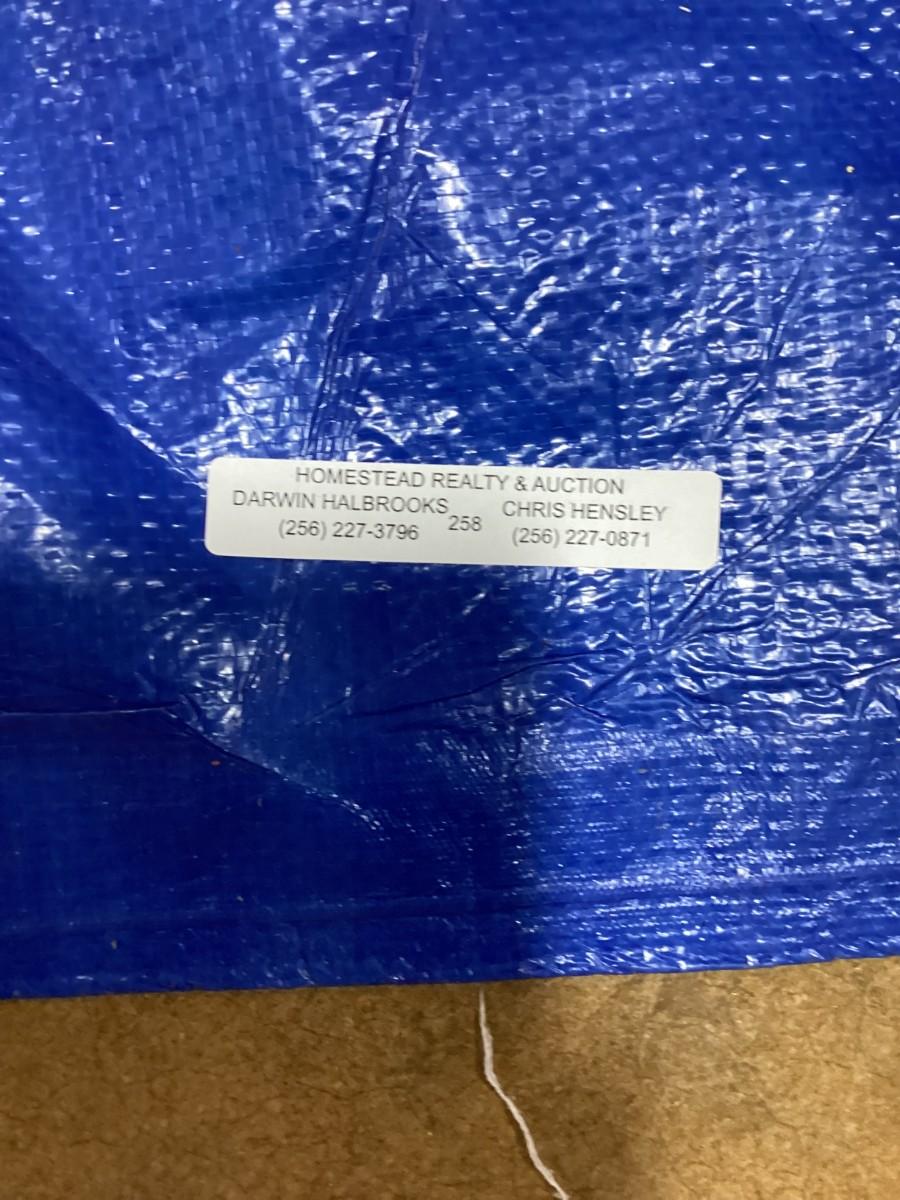 HOMESTEAD REALTY & AUCTION
DARWIN HALBROOKS 258 CHRIS HENSLEY
(256) 227-3796 (256) 227-0871